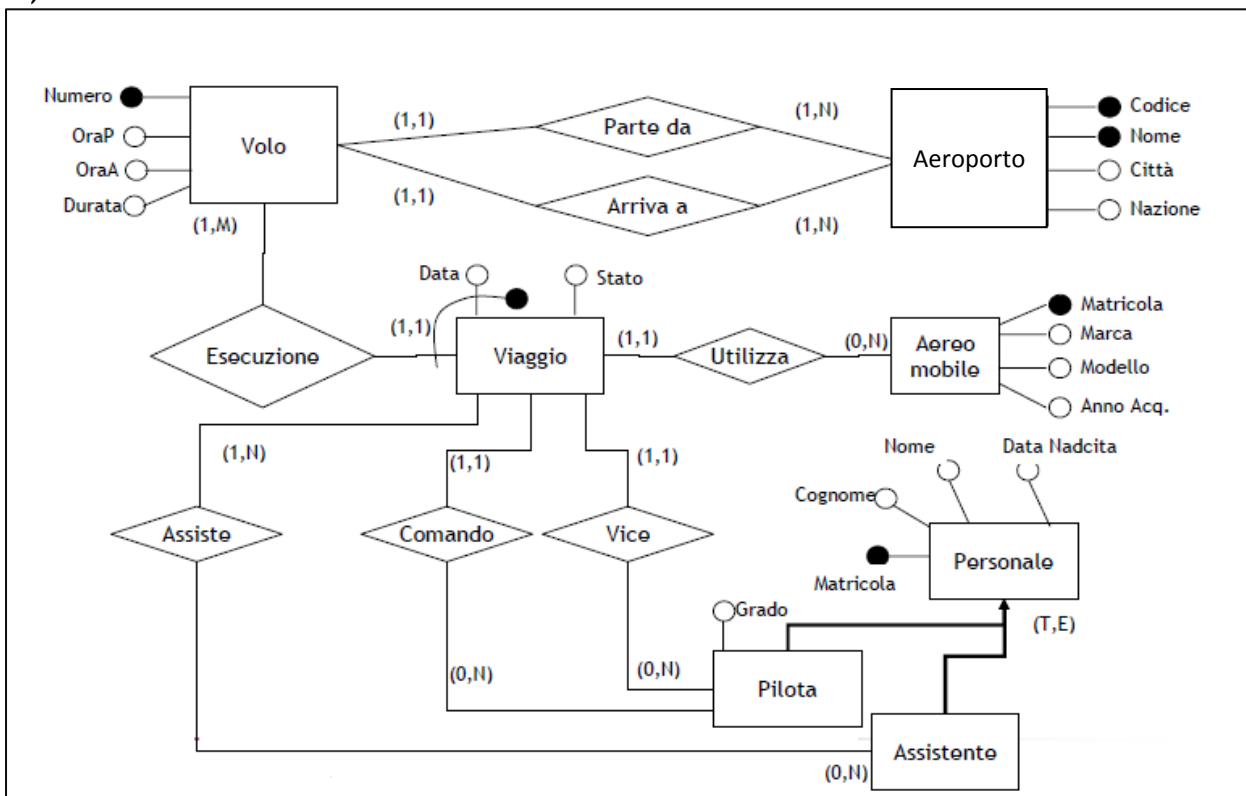 Numero
OraP
OraA
Durata
Volo
(1,1)
(1,1)
Parte da
Arriva a
(1,N)
(1,N)
Aeroporto
Codice
Nome
Città
Nazione
(1,M)
Esecuzione
(1,1)
Data
Stato
Viaggio
(1,1)
Utilizza
(0,N)
Aereo
mobile
Matricola
Marca
Modello
Anno Acq.
(1,N)
(1,1)
(1,1)
Assiste
Comando
Vice
Nome
Data Nadcita
Cognome
Matricola
Personale
(T,E)
Grado
(0,N)
(0,N)
Pilota
Assistente
(0,N)